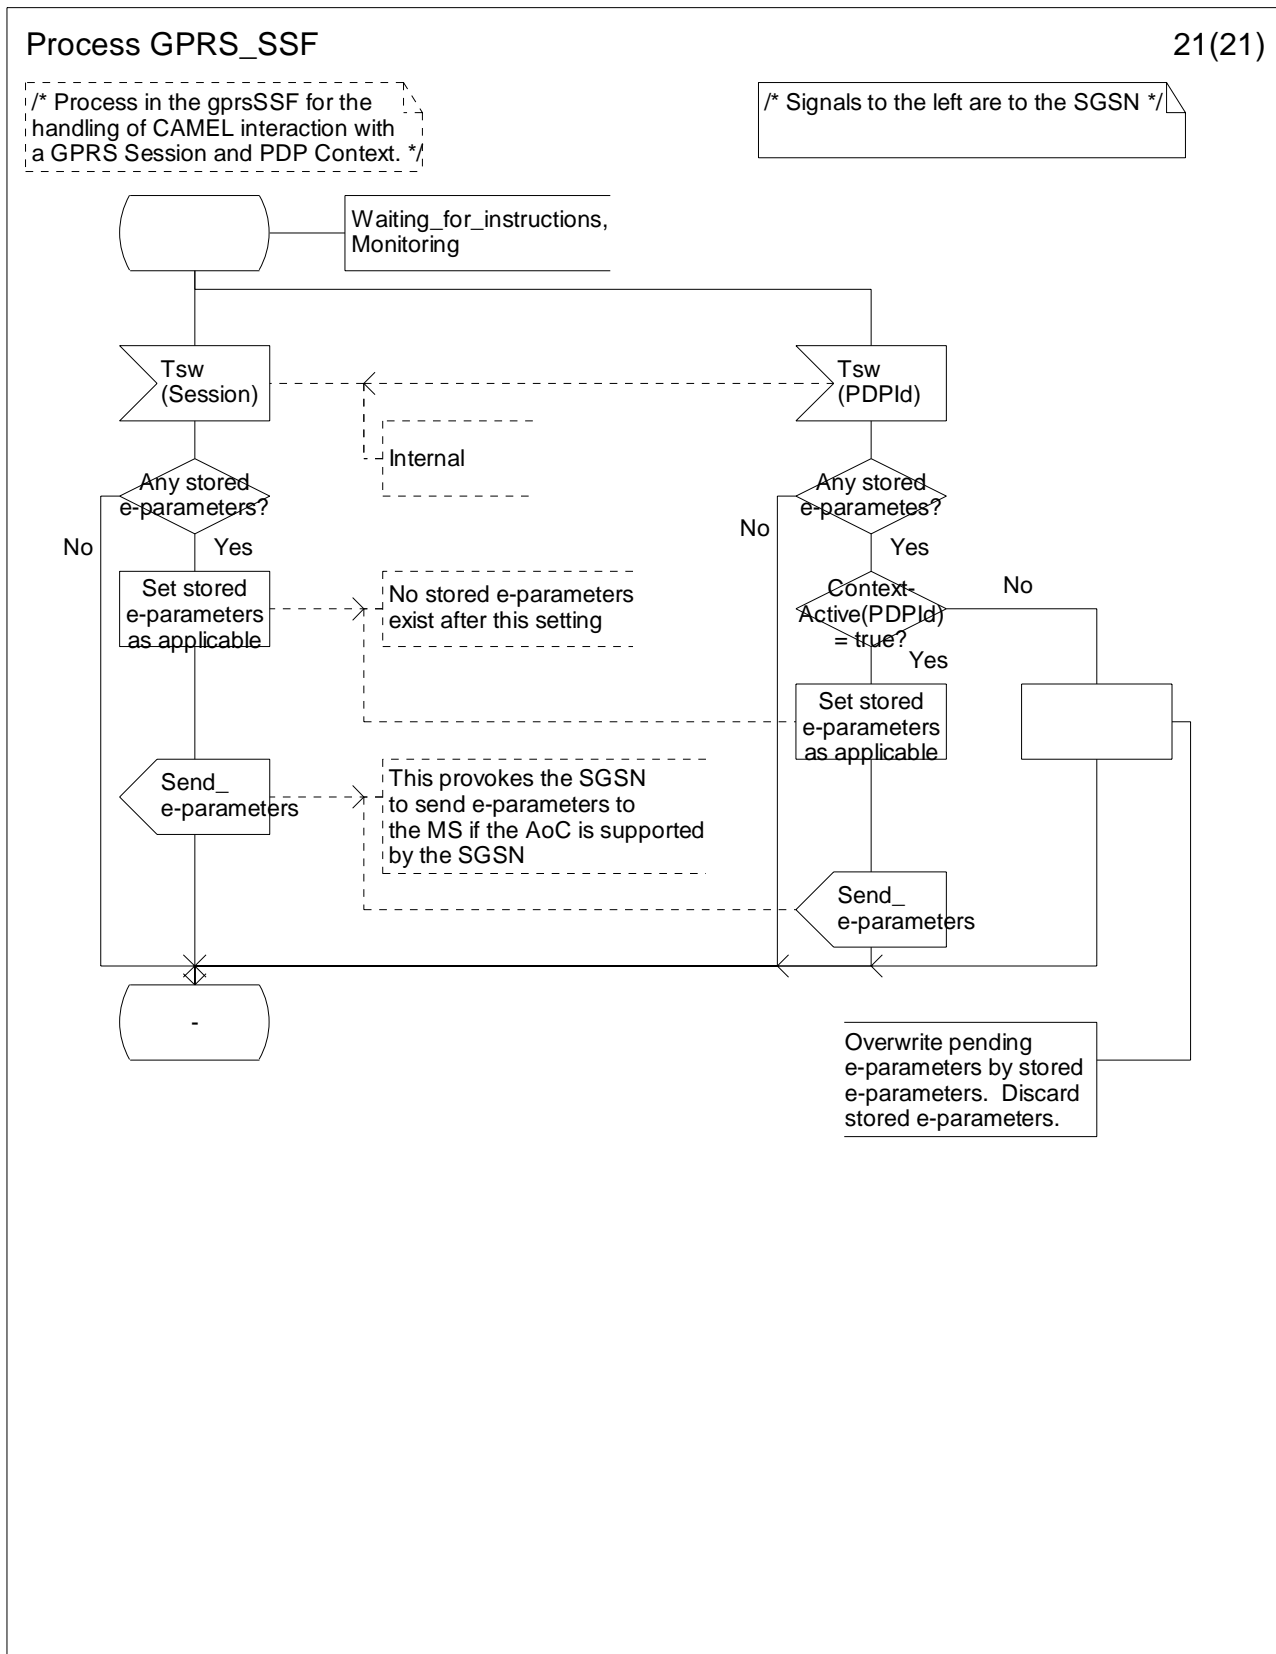 Process GPRS_SSF
21(21)
/* Process in the gprsSSF for the
handling of CAMEL interaction with
a GPRS Session and PDP Context. */
/* Signals to the left are to the SGSN */
Waiting_for_instructions,
Monitoring
Tsw
(Session)
Tsw
(PDPId)
Internal
Any stored
e-parameters?
Any stored
e-parametes?
No
Yes
No
Yes
Set stored
e-parameters
as applicable
No stored e-parameters
exist after this setting
Context-
Active(PDPId)
= true?
No
Yes
Set stored
e-parameters
as applicable
Send_
e-parameters
This provokes the SGSN
to send e-parameters to
the MS if the AoC is supported
by the SGSN
Send_
e-parameters
-
Overwrite pending
e-parameters by stored
e-parameters.  Discard
stored e-parameters.